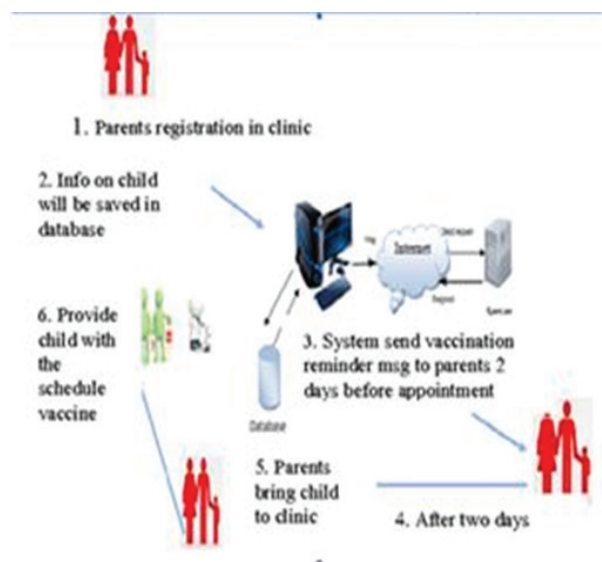 1. Parents registration in clinic
2. Info on child
will be saved in
database
Internet
3. System send vaccination
reminder msg to parents 2
days before appointment
6. Provide
child with
the
schedule
vaccine
Database
5. Parents
bring child
to clinic
4. After two days